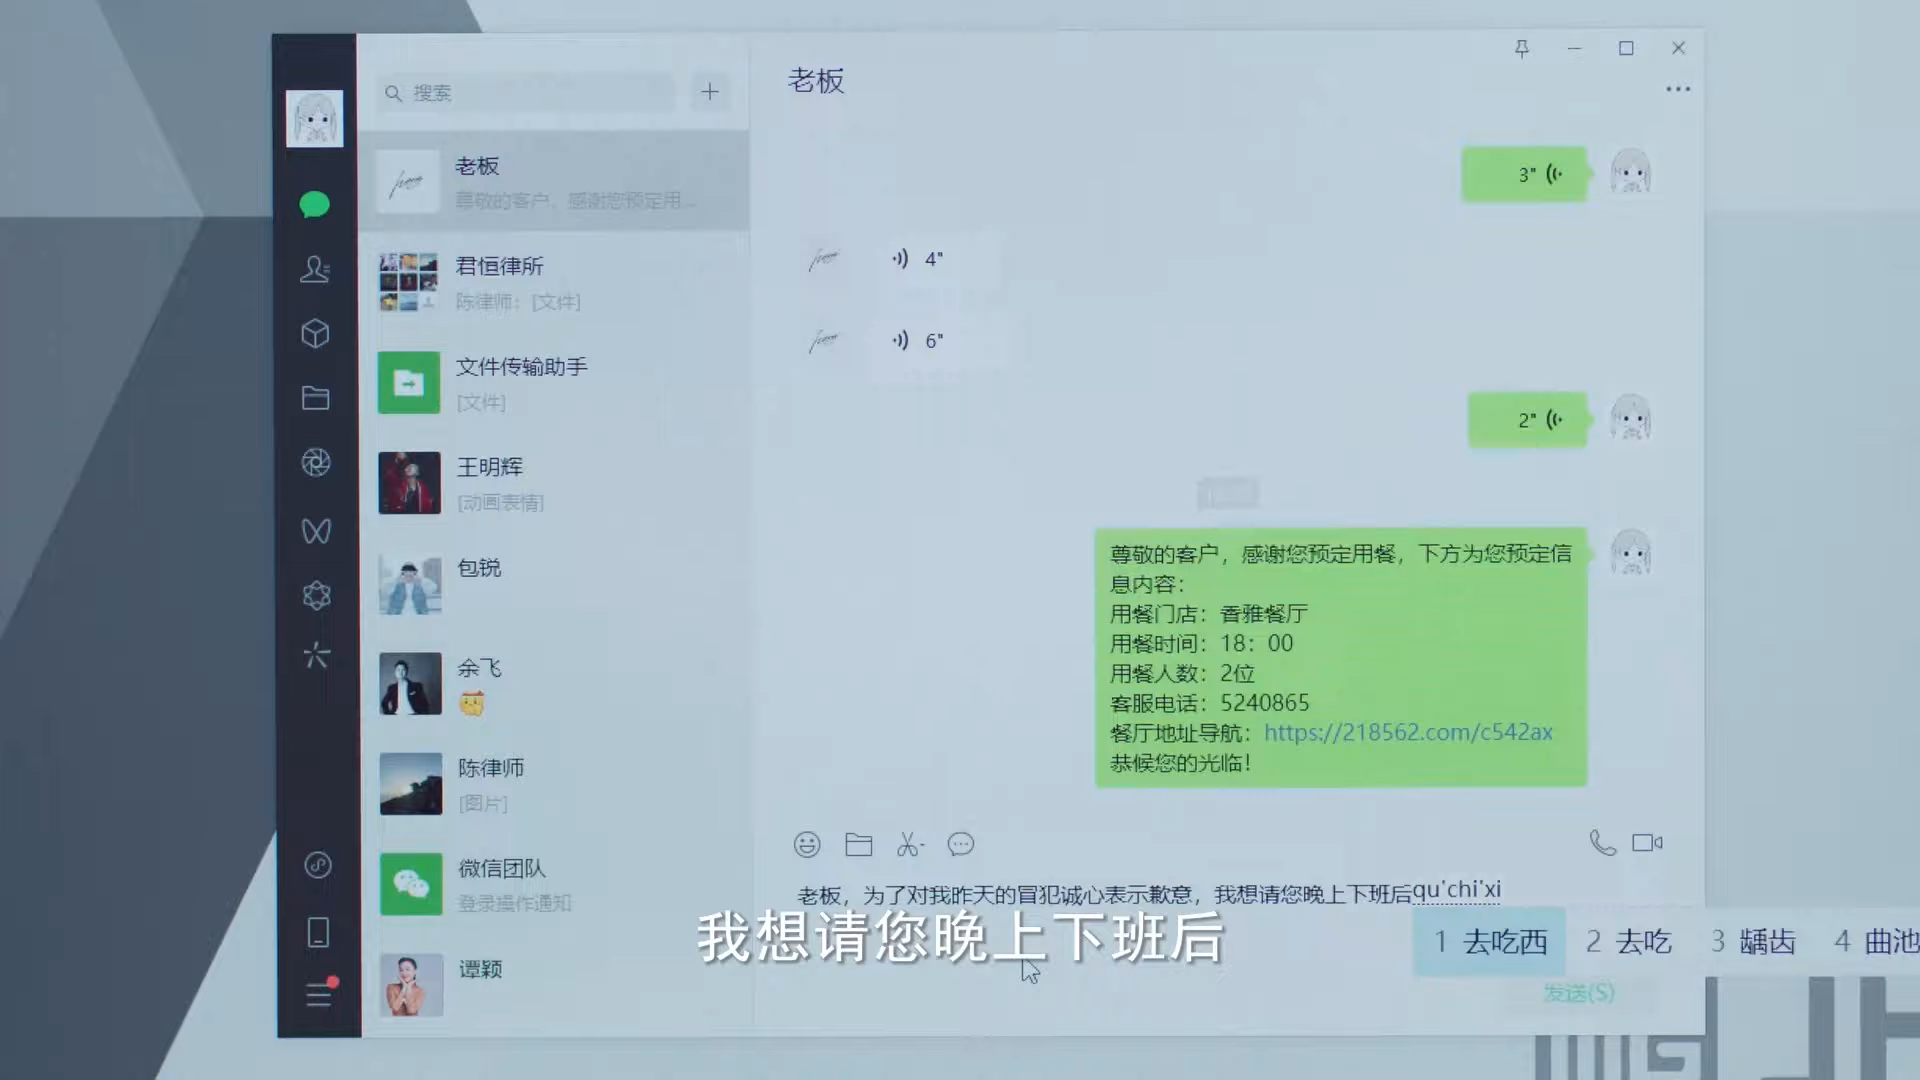 搜索
老板
尊敬的客户，感谢您预定用...
君恒律所
陈律师：[文件]
文件传输助手
[文件]
王明辉
[动画表情]
包锐
余飞
陈律师
[图片]
微信团队
登录操作通知
谭颖
老板
3"
4"
6"
2"
尊敬的客户，感谢您预定用餐，下方为您预定信
息内容：
用餐门店：香雅餐厅
用餐时间：18：00
用餐人数：2位
客服电话：5240865
餐厅地址导航：https://218562.com/c542ax
恭候您的光临！
老板，为了对我昨天的冒犯诚心表示歉意，我想请您晚上下班后qu'chi'xi
1 去吃西 2 去吃 3 龋齿 4 曲池
发送(S)
我想请您晚上下班后